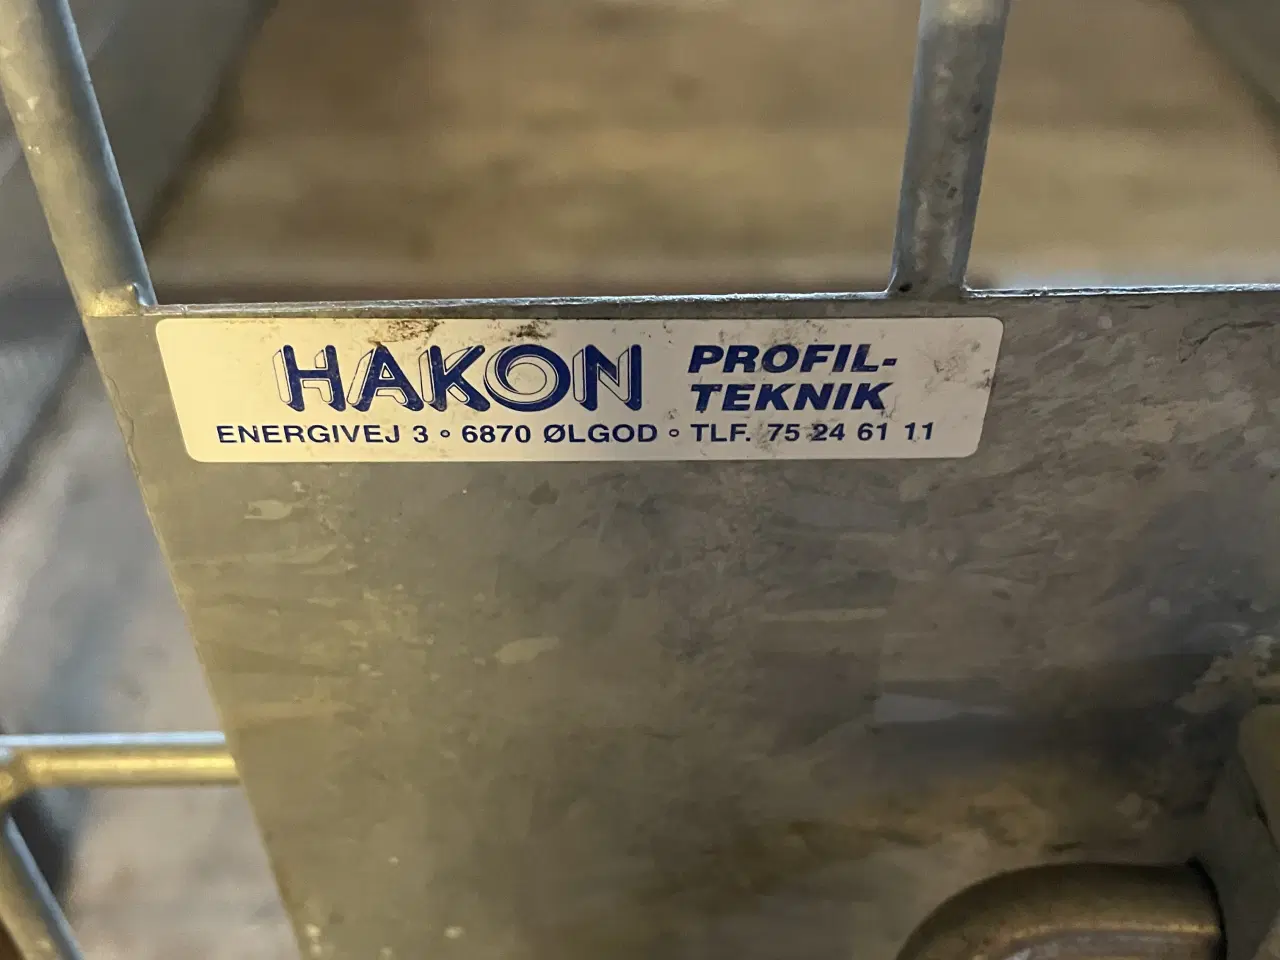 HAKON PROFIL-
TEKNIK
ENERGIVEJ 3 ∘ 6870 ØLGOD ∘ TLF. 75 24 61 11